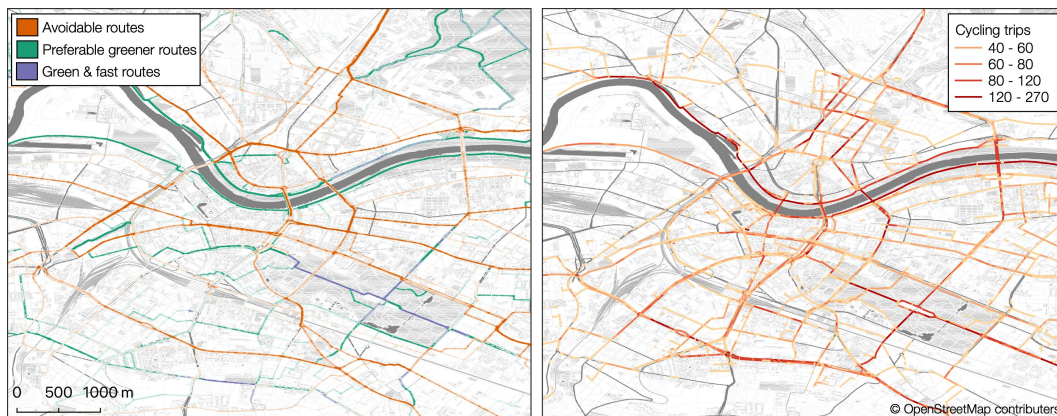 Avoidable routes
Preferable greener routes
Green & fast routes
0 500 1000 m
Cycling trips
40 - 60
60 - 80
80 - 120
120 - 270
© OpenStreetMap contributers